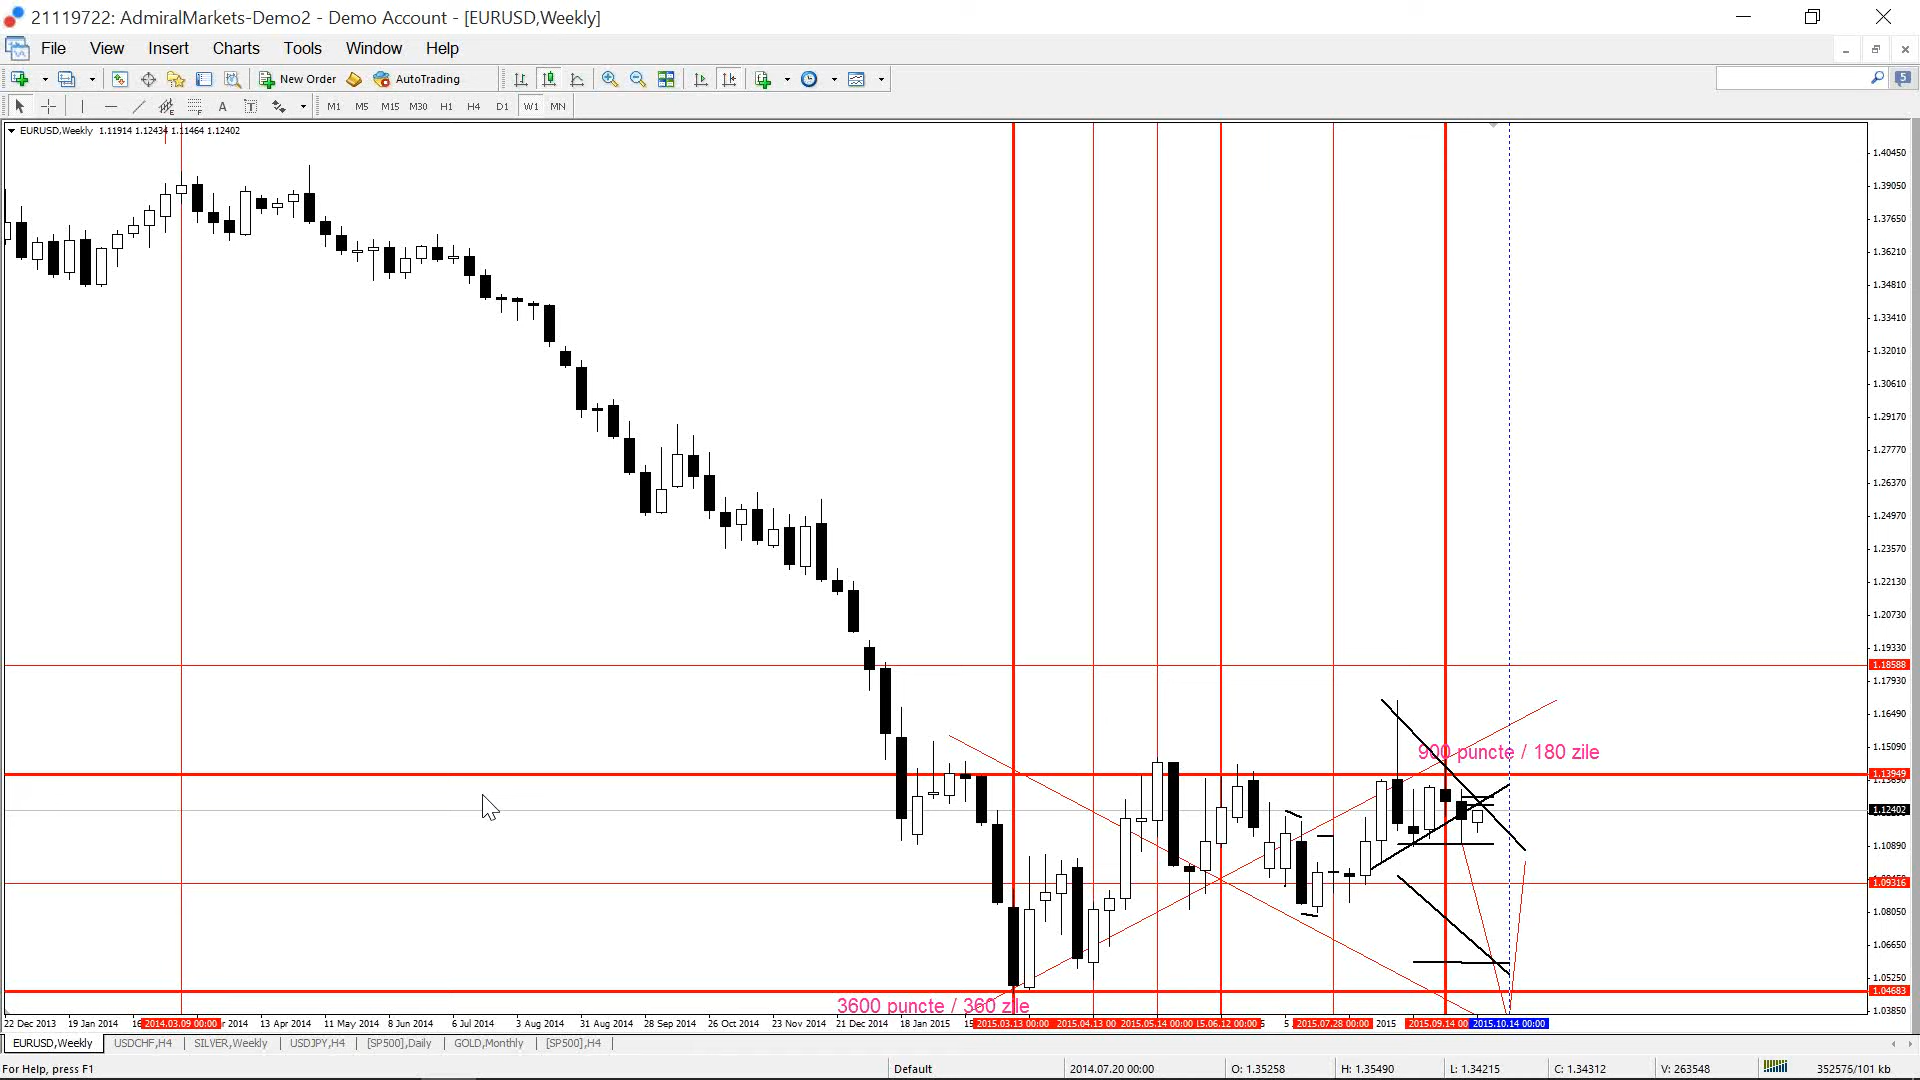 21119722: AdmiralMarkets-Demo2 - Demo Account - [EURUSD,Weekly]
File View Insert Charts Tools Window Help
New Order AutoTrading 5
A T M1 M5 M15 M30 H1 H4 D1 W1 MN
EURUSD,Weekly 1.11914 1.12434 1.11464 1.12402
1.40450
1.39050
1.37650
1.36210
1.34810
1.33410
1.32010
1.30610
1.29170
1.27770
1.26370
1.24970
1.23570
1.22130
1.20730
1.19330
1.18588
1.17930
1.16490
900 puncte / 180 zile
1.15090
1.13949
1.12402
1.10890
1.09316
1.08050
1.06650
1.05250
1.04683
3600 puncte / 360 zile
1.03850
22 Dec 2013 19 Jan 2014 16 2014.03.09 00:00 r 2014 13 Apr 2014 11 May 2014 8 Jun 2014 6 Jul 2014 3 Aug 2014 31 Aug 2014 28 Sep 2014 26 Oct 2014 23 Nov 2014 21 Dec 2014 18 Jan 2015 15 2015.03.13 00:00 2015.04.13 00 2015.05.14 00:00 15.06.12 00:00 5 5 2015.07.28 00:00 2015 2015.09.14 00 2015.10.14 00:00
EURUSD,Weekly USDCHF,H4 SILVER,Weekly USDJPY,H4 [SP500],Daily GOLD,Monthly [SP500],H4
For Help, press F1 Default 2014.07.20 00:00 O: 1.35258 H: 1.35490 L: 1.34215 C: 1.34312 V: 263548 352575/101 kb